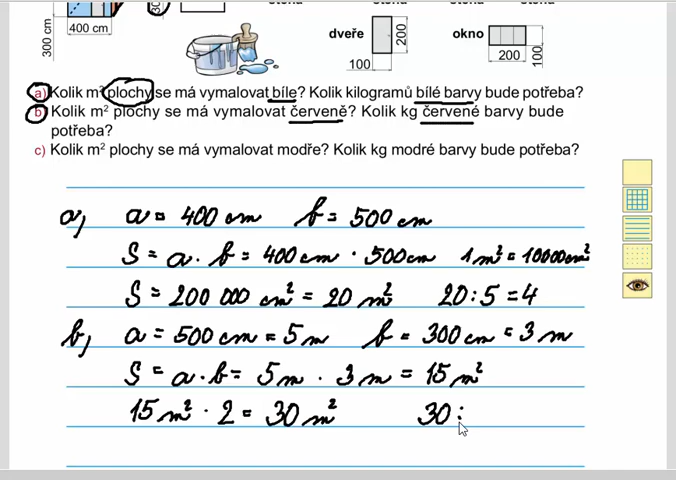 300 cm
400 cm
dveře
200
100
okno
200
100
a) Kolik m² plochy se má vymalovat bíle? Kolik kilogramů bílé barvy bude potřeba?
b) Kolik m² plochy se má vymalovat červeně? Kolik kg červené barvy bude
potřeba?
c) Kolik m² plochy se má vymalovat modře? Kolik kg modré barvy bude potřeba?
a) a = 400 cm b = 500 cm
S = a · b = 400 cm · 500 cm 1 m² = 10000 cm²
S = 200 000 cm² = 20 m² 20 : 5 = 4
b) a = 500 cm = 5 m b = 300 cm = 3 m
S = a · b = 5 m · 3 m = 15 m²
15 m² · 2 = 30 m² 30 :